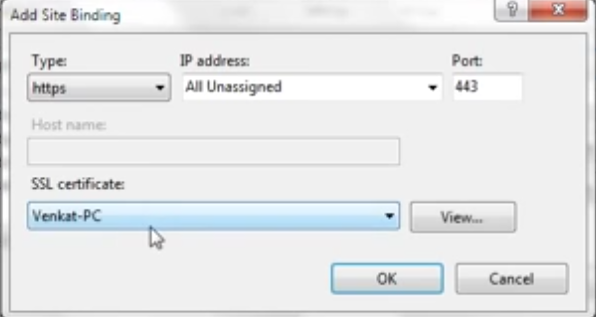 Add Site Binding
Type: IP address: Port:
https All Unassigned 443
Host name:
SSL certificate:
Venkat-PC View...
OK Cancel